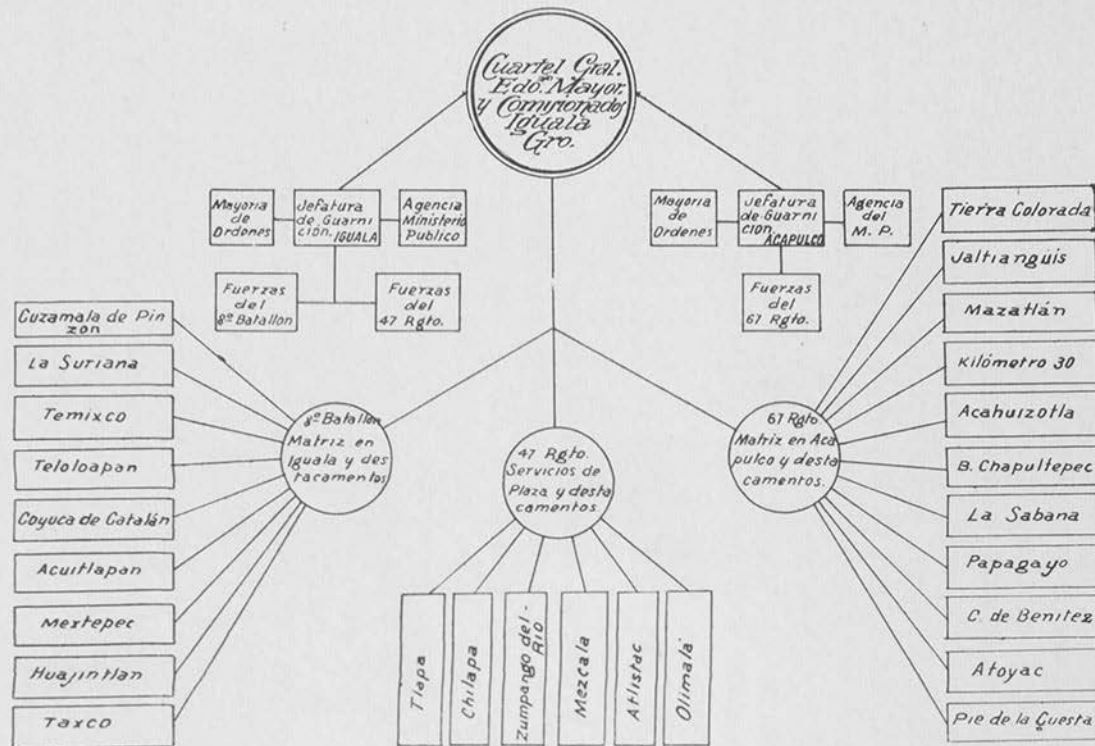 Cuartel Gral.
Edo. Mayor.
y Comisionados
Iguala
Gro.
Mayoria
de
Ordenes
Jefatura
de Guarni
ción. IGUALA
Agencia
Ministerio
Publico
Fuerzas
del
8º Batallon
Fuerzas
del
47 Rgto.
Mayoria
de
Ordenes
Jefatura
de Guarni
cion.
ACAPULCO
Agencia
del
M. P.
Fuerzas
del
67 Rgto.
Cuzamala de Pin
zon
La Suriana
Temixco
Teloloapan
Coyuca de Catalán
Acuitlapan
Mextepec
Huajintlan
Taxco
8º Batallon
Matriz en
Iguala y des
tacamentos
47 Rgto.
Servicios de
Plaza y desta
camentos.
Tlapa
Chilapa
Zumpango del-
Rio
Mezcala
Atlistac
Olimala
67 Rgto
Matriz en Aca
pulco y desta
camentos.
Tierra Colorada
Jaltiangüis
Mazatlán
Kilómetro 30
Acahuizotla
B. Chapultepec
La Sabana
Papagayo
C. de Benitez
Atoyac
Pie de la Cuesta